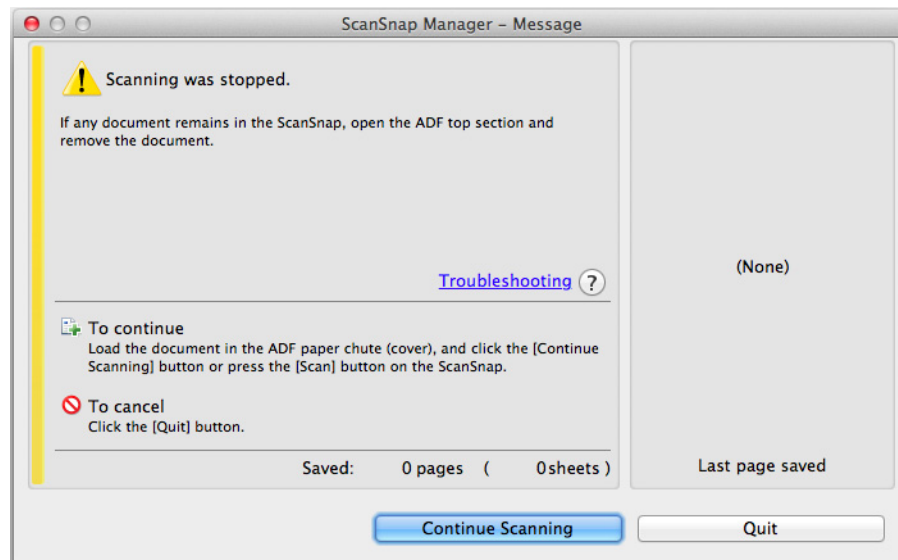 ScanSnap Manager – Message
Scanning was stopped.
If any document remains in the ScanSnap, open the ADF top section and
remove the document.
Troubleshooting ?
(None)
To continue
Load the document in the ADF paper chute (cover), and click the [Continue
Scanning] button or press the [Scan] button on the ScanSnap.
To cancel
Click the [Quit] button.
Saved: 0 pages ( 0sheets )
Last page saved
Continue Scanning
Quit